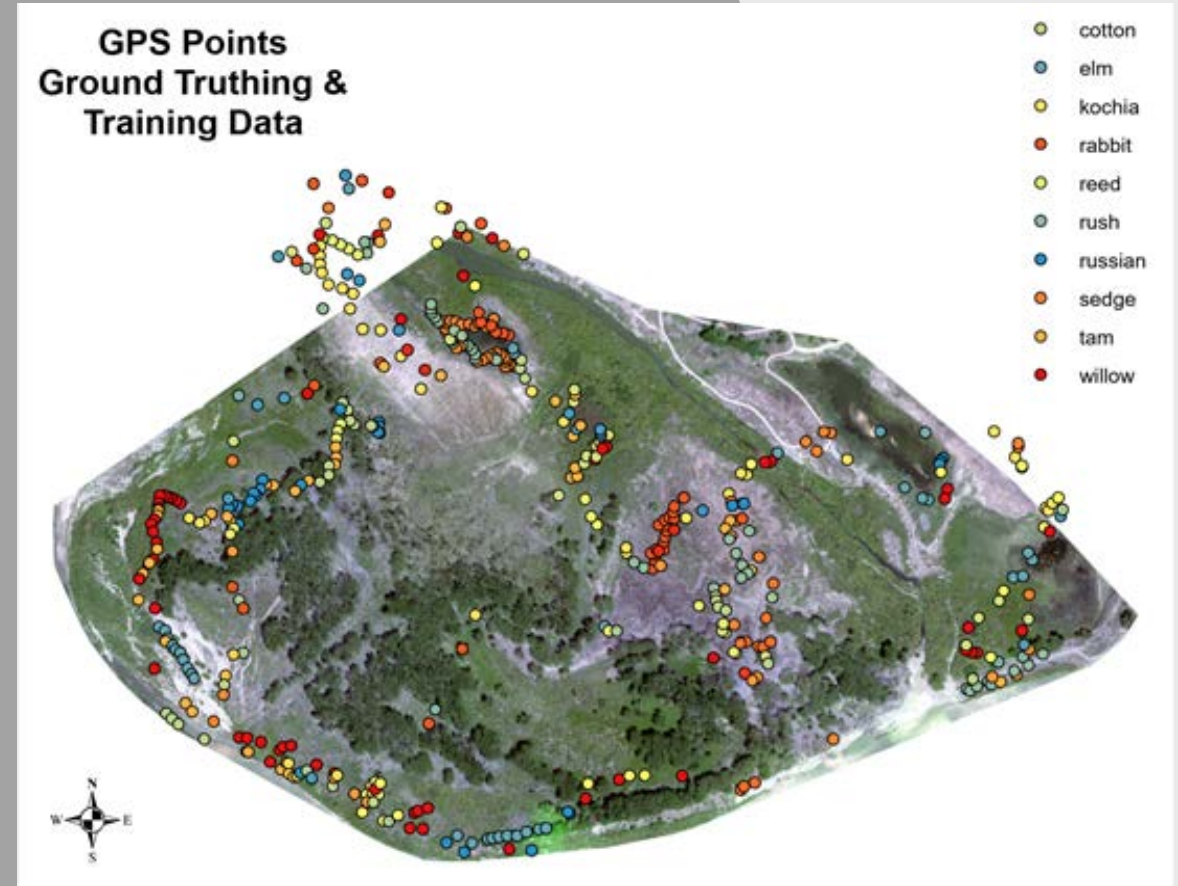 GPS Points
Ground Truthing &
Training Data
cotton
elm
kochia
rabbit
reed
rush
russian
sedge
tam
willow
N
W E
S